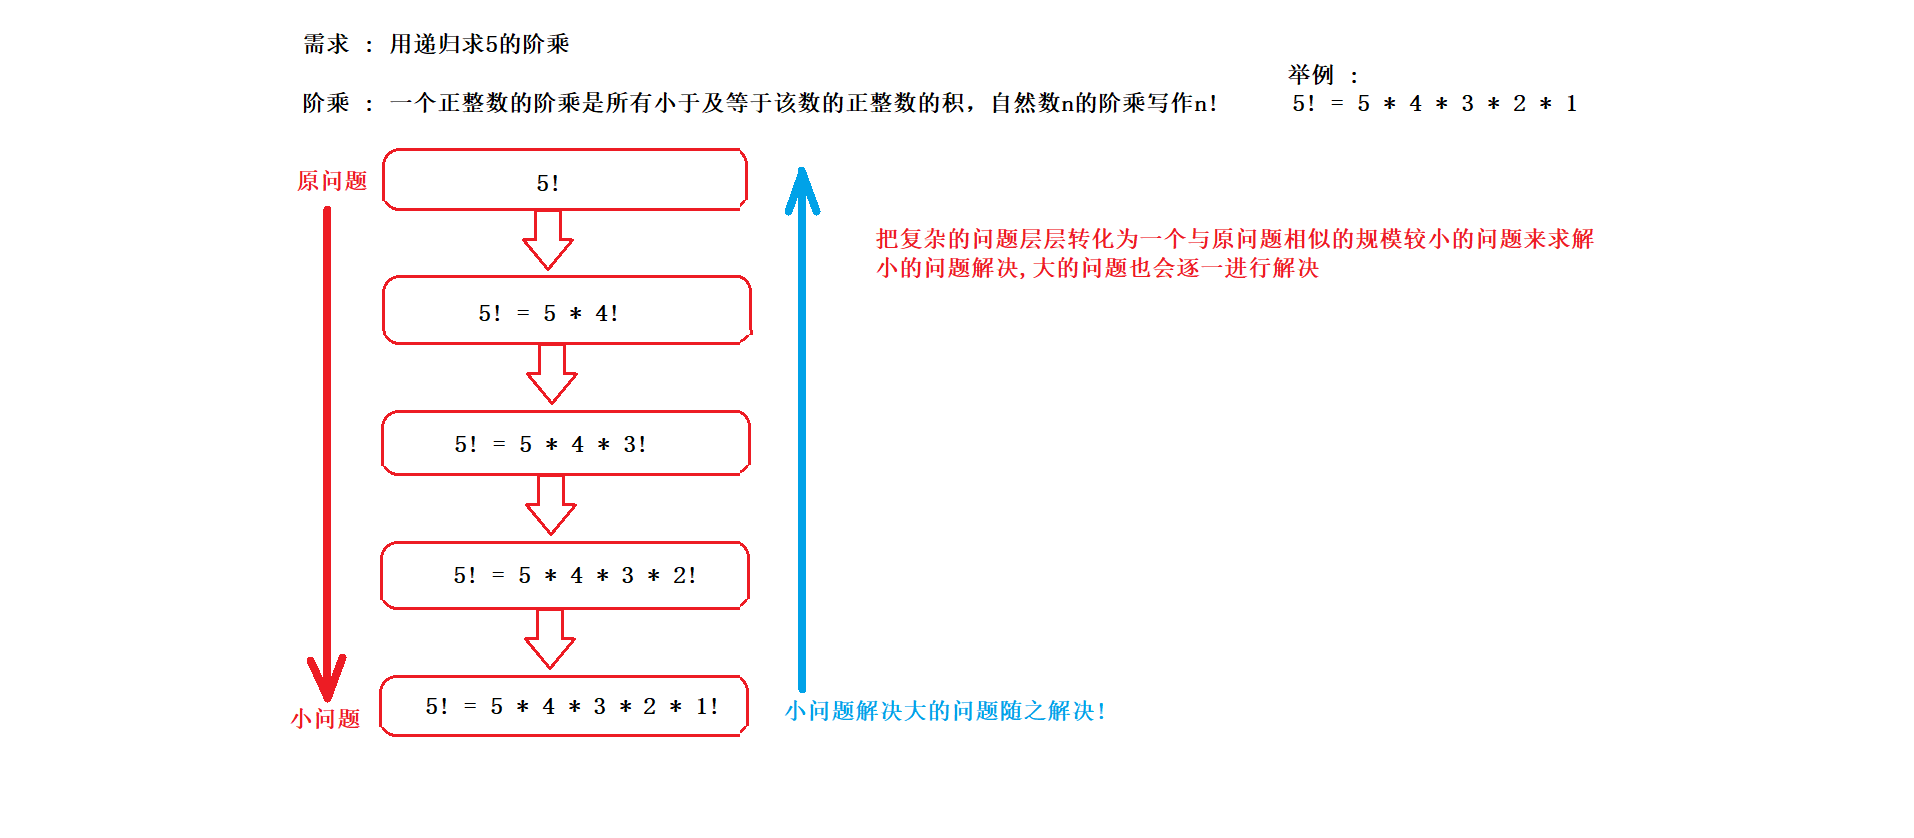 需求 : 用递归求5的阶乘
举例 :
阶乘 : 一个正整数的阶乘是所有小于及等于该数的正整数的积，自然数n的阶乘写作n!
5! = 5 * 4 * 3 * 2 * 1
原问题
5!
把复杂的问题层层转化为一个与原问题相似的规模较小的问题来求解
小的问题解决,大的问题也会逐一进行解决
5! = 5 * 4!
5! = 5 * 4 * 3!
5! = 5 * 4 * 3 * 2!
5! = 5 * 4 * 3 * 2 * 1!
小问题
小问题解决大的问题随之解决!